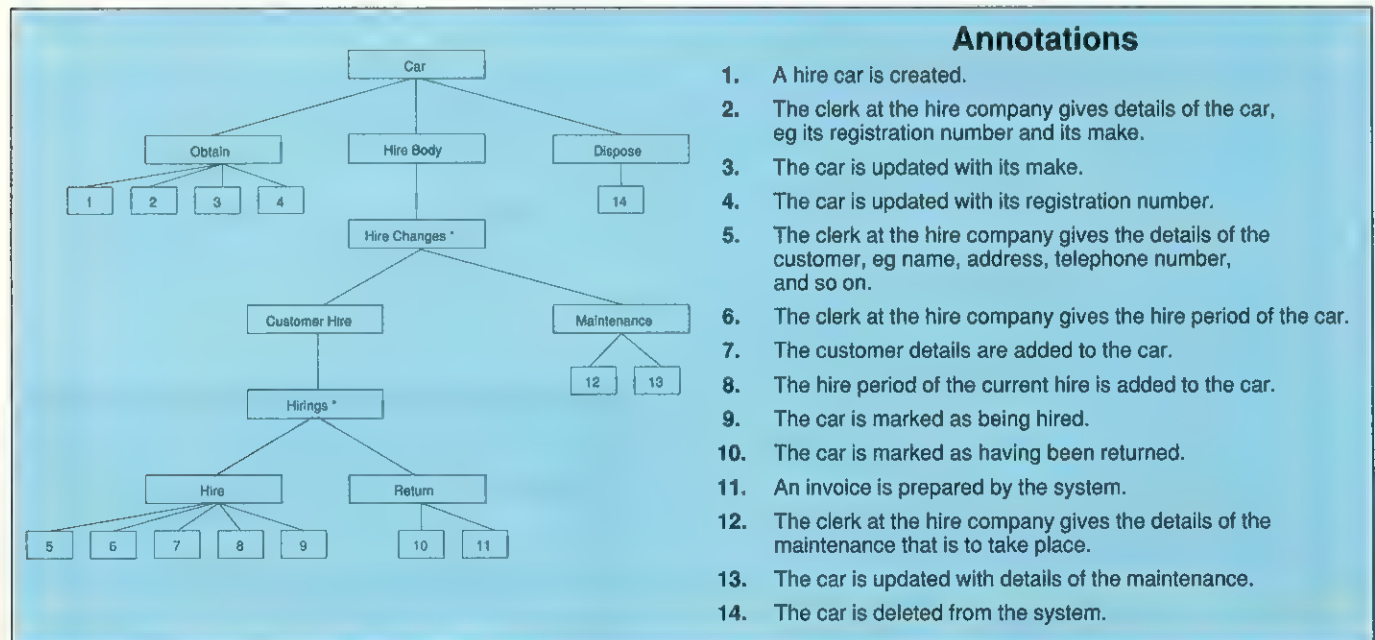 Car
Obtain
Hire Body
Dispose
1 2 3 4
14
Hire Changes *
Customer Hire
Maintenance
12 13
Hirings *
Hire
Return
5 6 7 8 9
10 11
Annotations
1. A hire car is created.
2. The clerk at the hire company gives details of the car,
eg its registration number and its make.
3. The car is updated with its make.
4. The car is updated with its registration number.
5. The clerk at the hire company gives the details of the
customer, eg name, address, telephone number,
and so on.
6. The clerk at the hire company gives the hire period of the car.
7. The customer details are added to the car.
8. The hire period of the current hire is added to the car.
9. The car is marked as being hired.
10. The car is marked as having been returned.
11. An invoice is prepared by the system.
12. The clerk at the hire company gives the details of the
maintenance that is to take place.
13. The car is updated with details of the maintenance.
14. The car is deleted from the system.